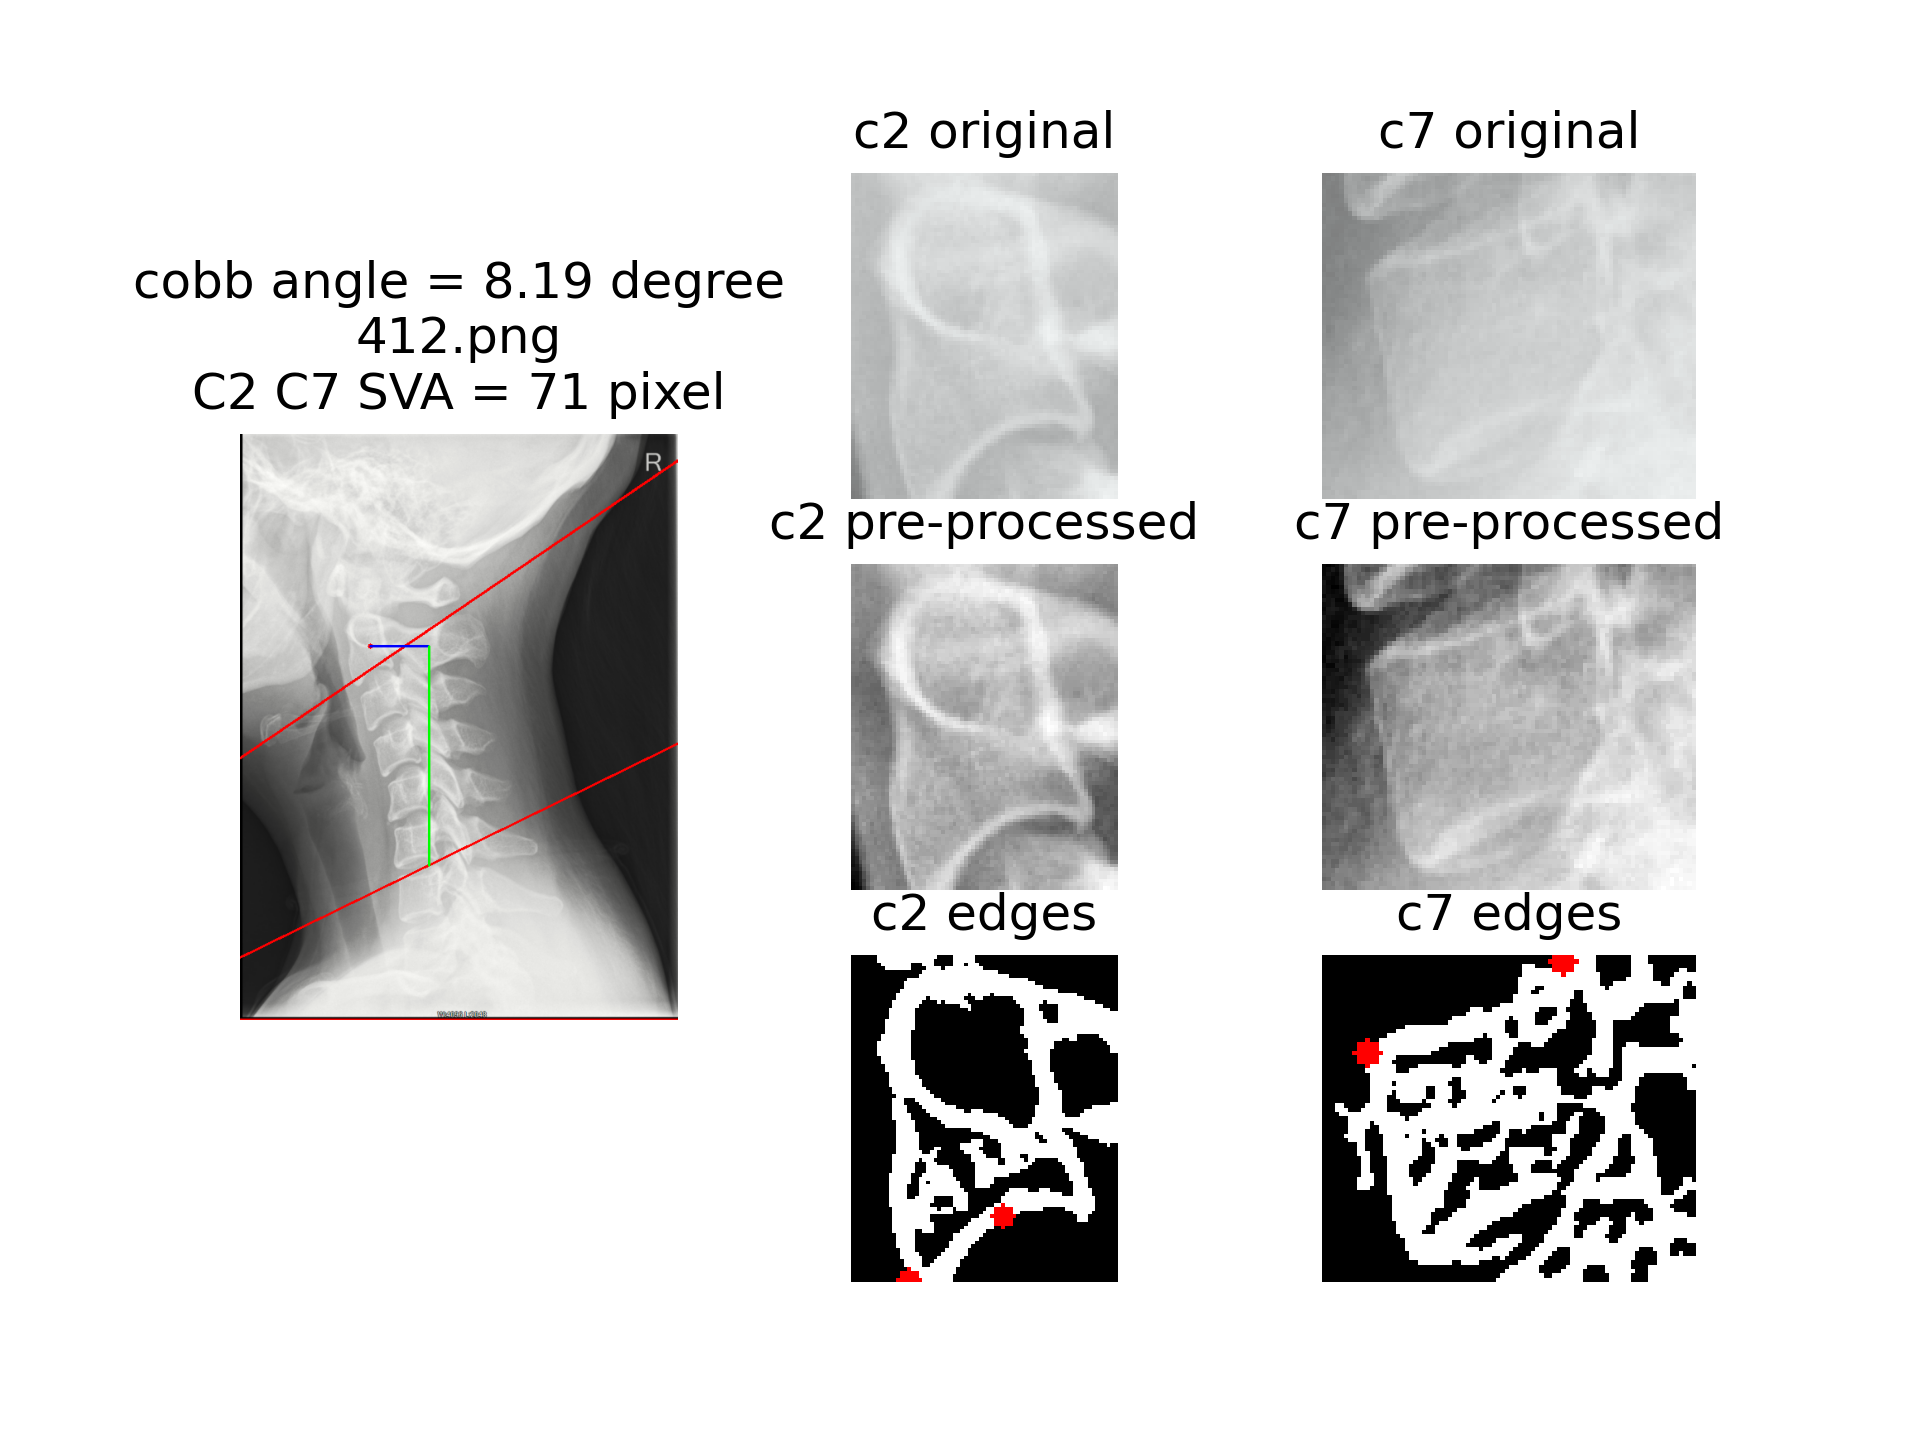 cobb angle = 8.19 degree
412.png
C2 C7 SVA = 71 pixel
R
c2 original
c7 original
c2 pre-processed
c7 pre-processed
c2 edges
c7 edges